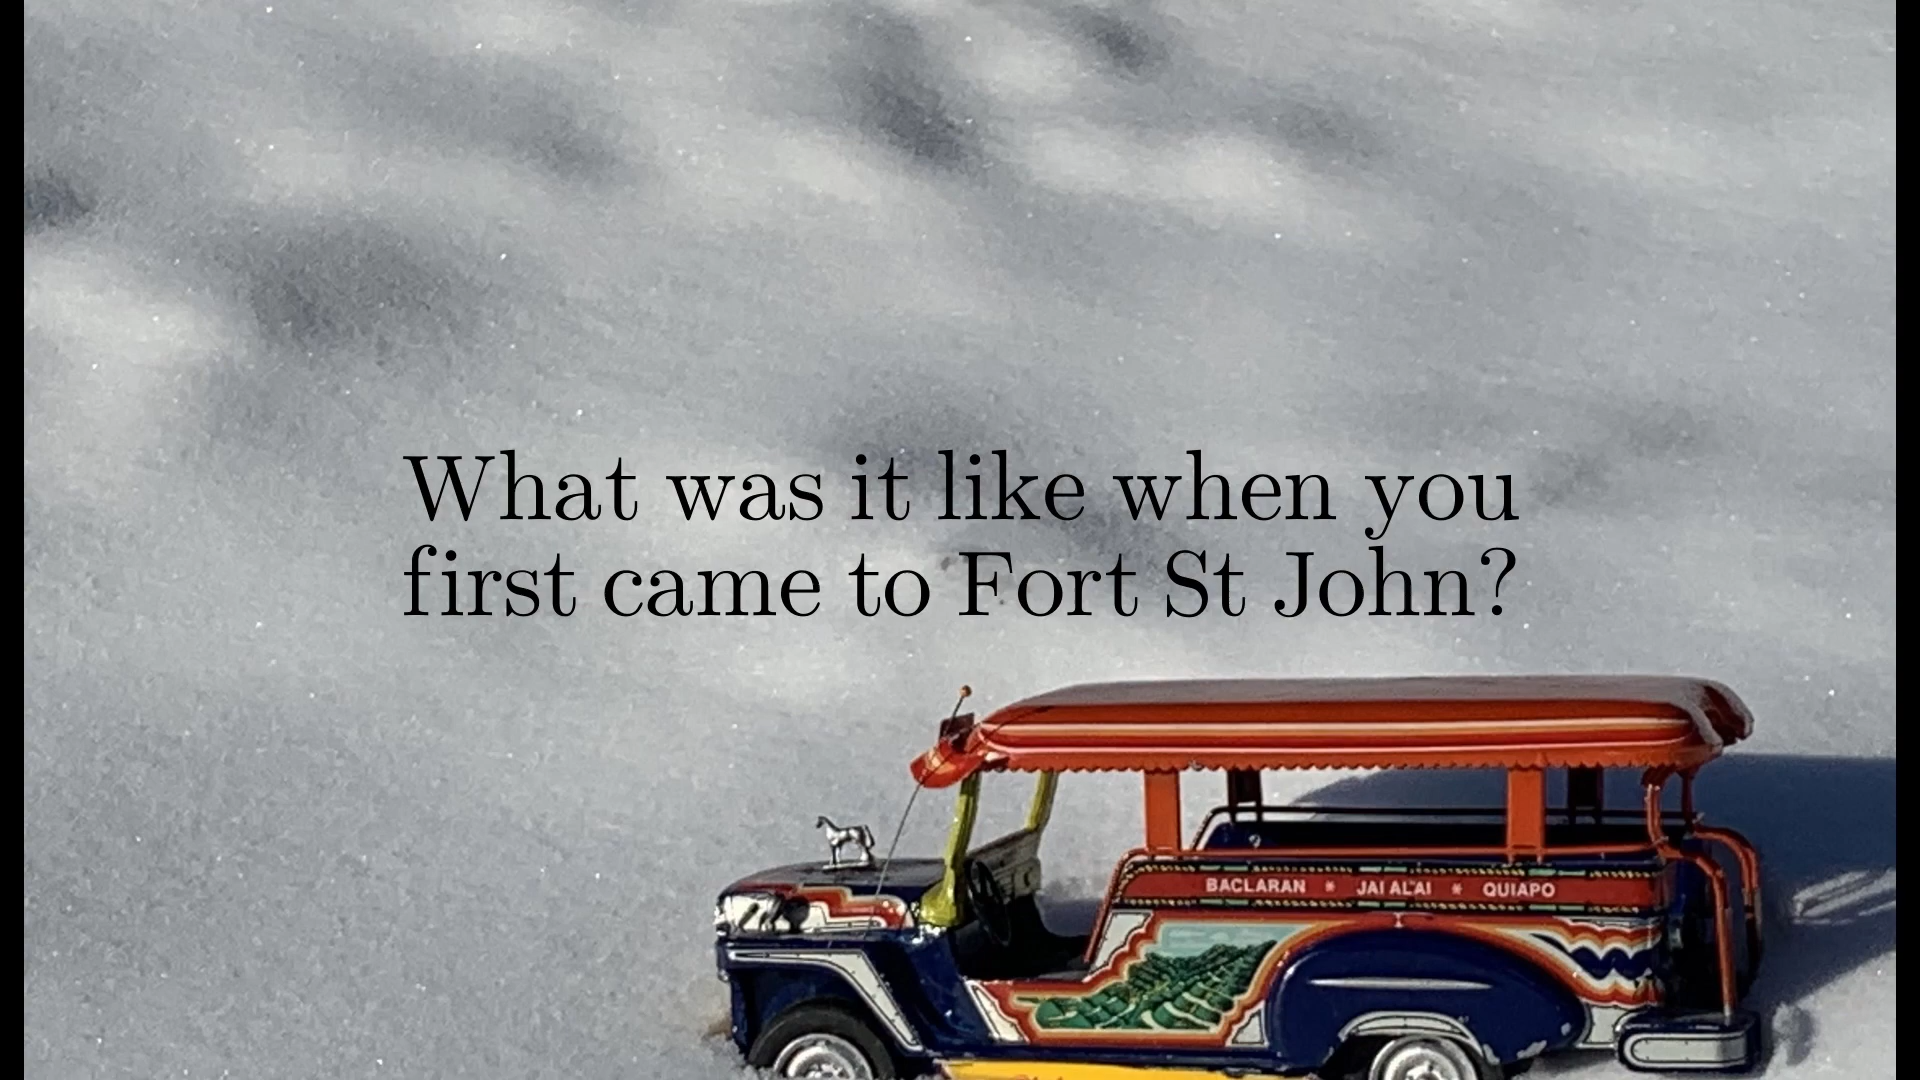 What was it like when you
first came to Fort St John?
BACLARAN * JAI ALAI * QUIAPO